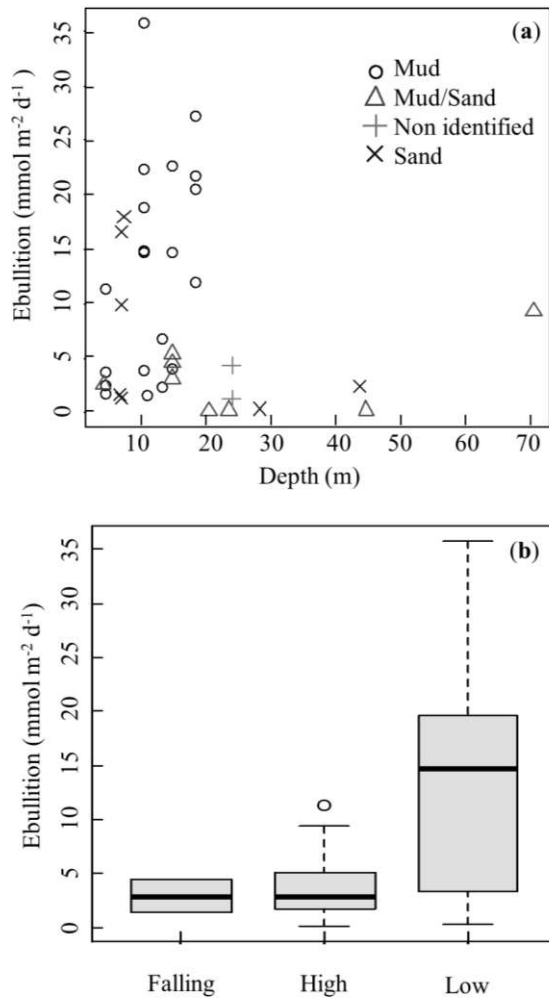 (a)
Mud
Mud/Sand
Non identified
Sand
Ebullition (mmol m⁻² d⁻¹)
35
30
25
20
15
10
5
0
10 20 30 40 50 60 70
Depth (m)
(b)
Ebullition (mmol m⁻² d⁻¹)
35
30
25
20
15
10
5
0
Falling High Low